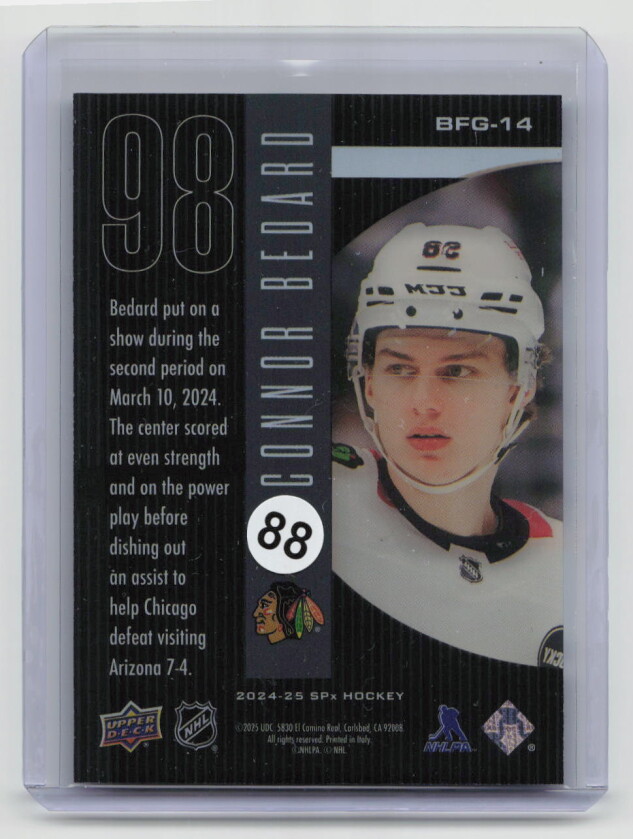 98
BFG-14
CONNOR BEDARD
Bedard put on a
show during the
second period on
March 10, 2024.
The center scored
at even strength
and on the power
play before
dishing out
an assist to
help Chicago
defeat visiting
Arizona 7-4.
88
2024-25 SPx HOCKEY
UPPER
D·E·C·K
NHL
©2025 UDC. 5830 El Camino Real, Carlsbad, CA 92008.
All rights reserved. Printed in Italy.
©NHLPA. © NHL.
NHLPA